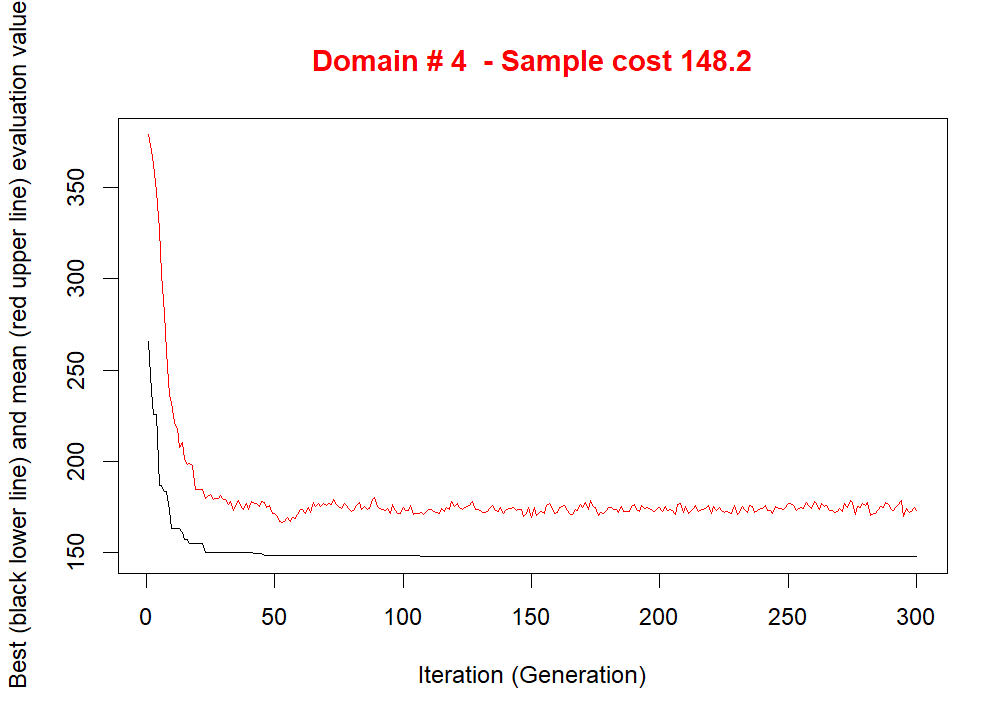 Domain # 4  - Sample cost 148.2
Best (black lower line) and mean (red upper line) evaluation value
350
300
250
200
150
0 50 100 150 200 250 300
Iteration (Generation)